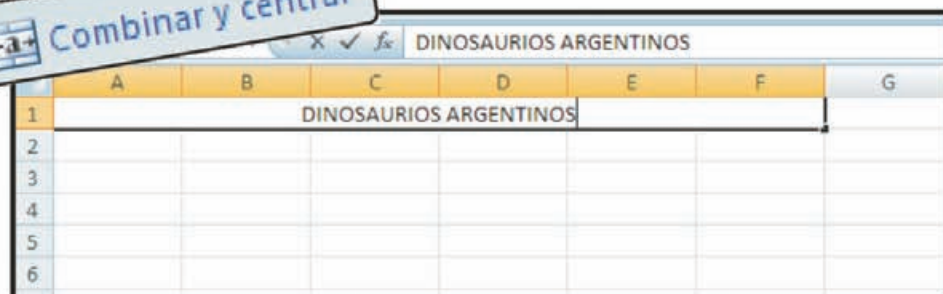 Combinar y centrar
DINOSAURIOS ARGENTINOS
A B C D E F G
1 DINOSAURIOS ARGENTINOS
2
3
4
5
6